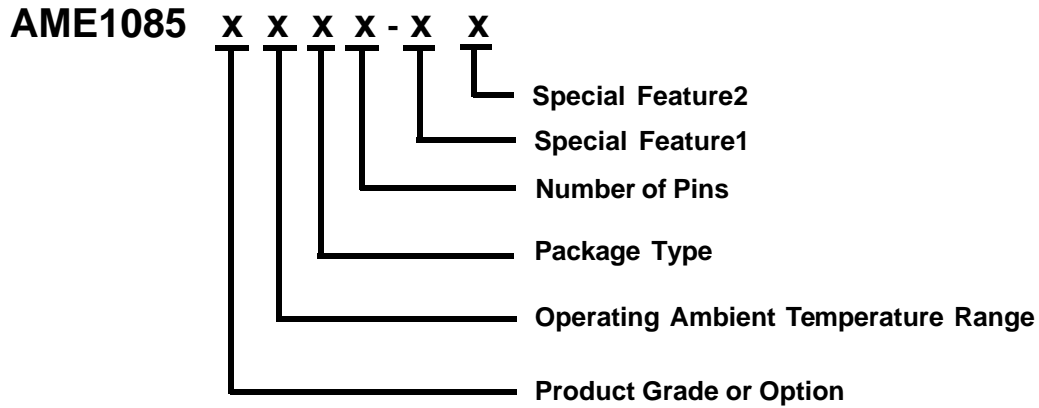 AME1085 x x x x - x x
Special Feature2
Special Feature1
Number of Pins
Package Type
Operating Ambient Temperature Range
Product Grade or Option